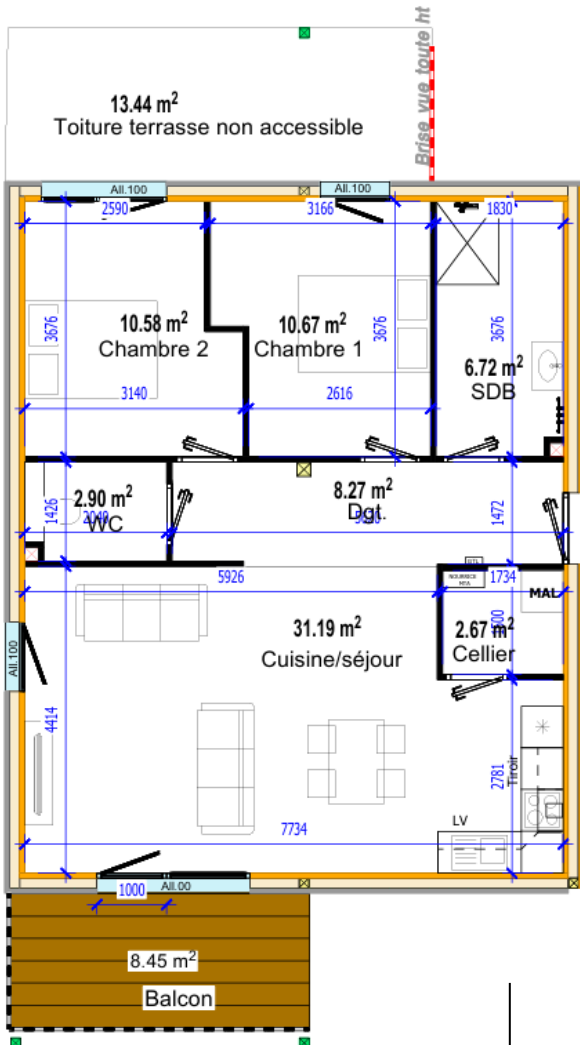 Brise vue toute ht
13.44 m²
Toiture terrasse non accessible
All.100
All.100
2590
3166
1830
3676
10.58 m²
Chambre 2
10.67 m²
Chambre 1
3676
3676
6.72 m²
SDB
3140
2616
1426
2.90 m²
WC
8.27 m²
Dgt.
1472
5926
1734
NOURRICE
MAL
All.100
31.19 m²
Cuisine/séjour
2.67 m²
Cellier
4414
2781
Tiroir
LV
7734
1000
All.00
8.45 m²
Balcon